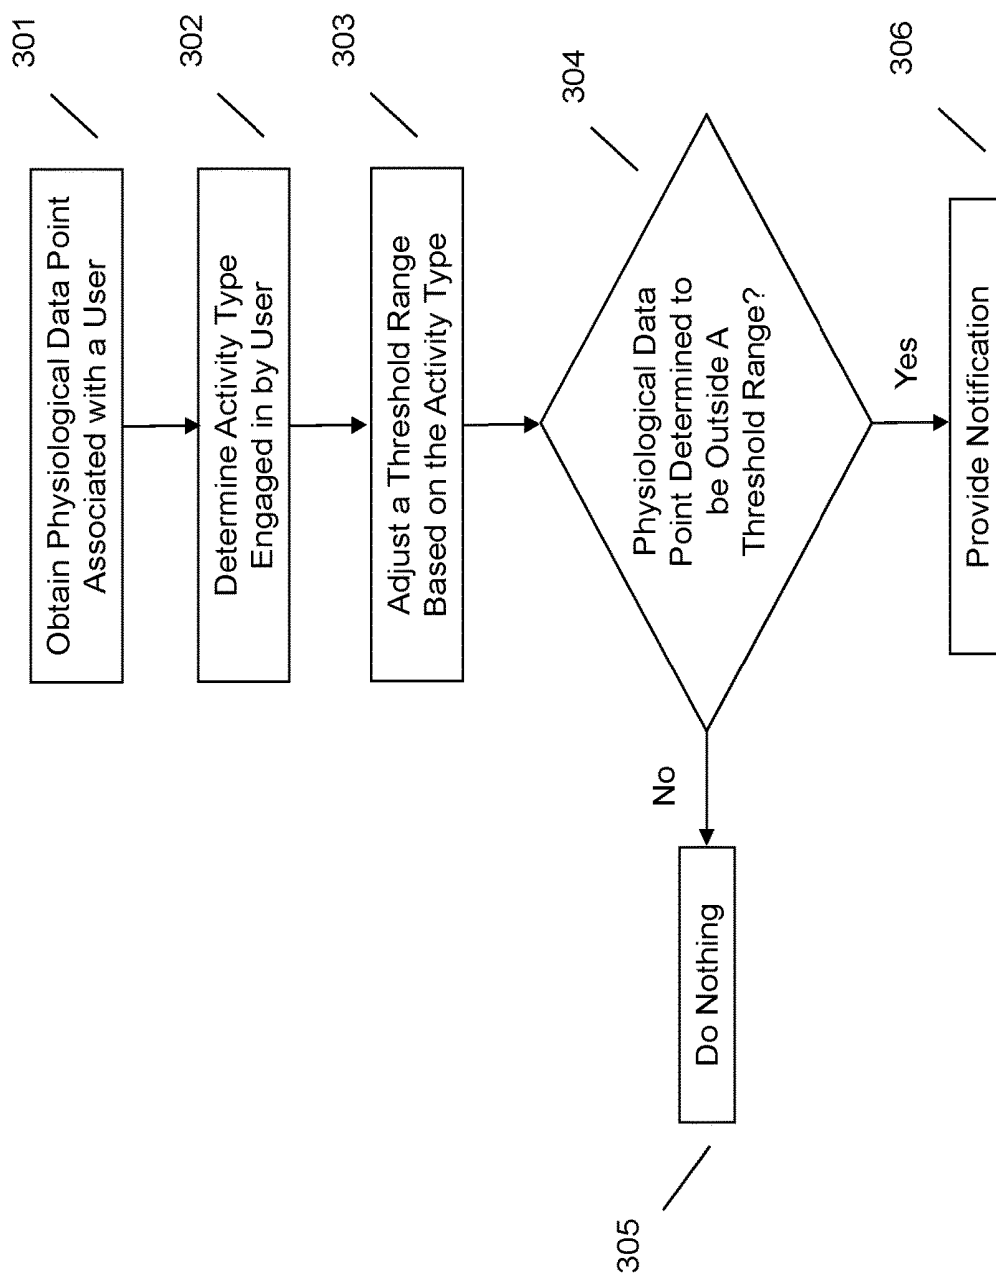 301
Obtain Physiological Data Point
Associated with a User
302
Determine Activity Type
Engaged in by User
303
Adjust a Threshold Range
Based on the Activity Type
304
Physiological Data
Point Determined to
be Outside A
Threshold Range?
No
Do Nothing
305
Yes
306
Provide Notification